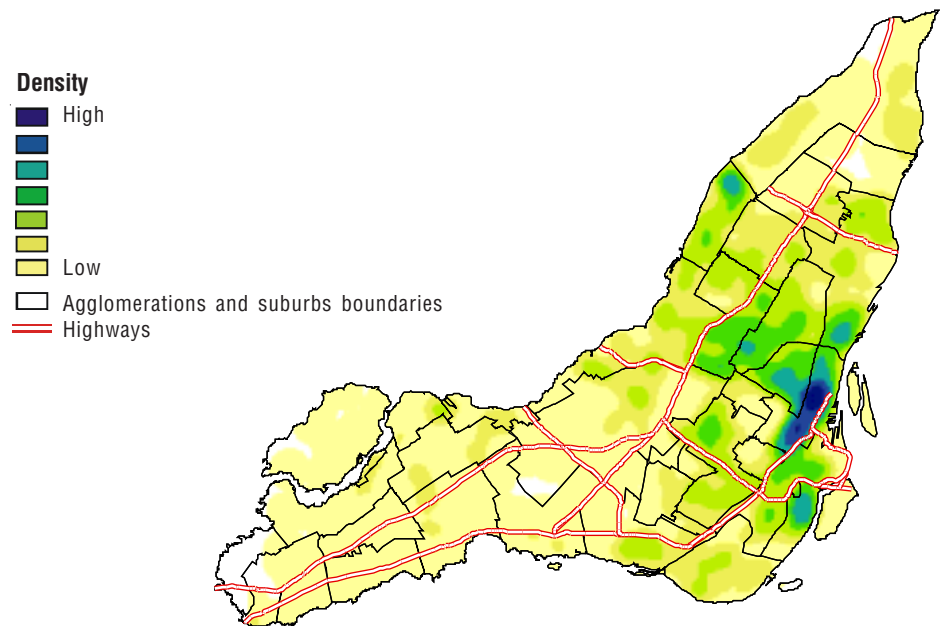 Density
High
Low
Agglomerations and suburbs boundaries
Highways